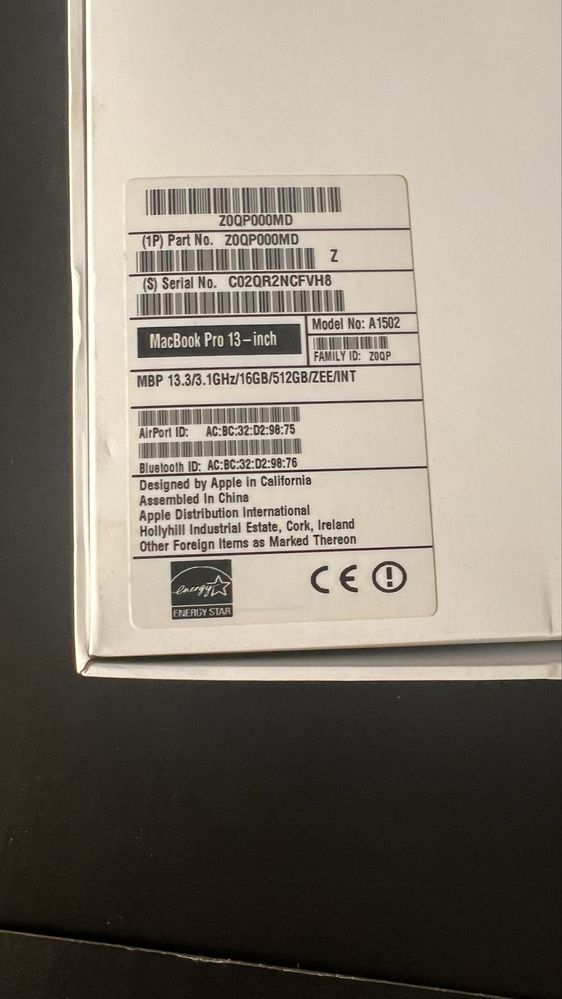 Z0QP000MD
(1P) Part No. Z0QP000MD
Z
(S) Serial No. C02QR2NCFVH8
MacBook Pro 13-inch
Model No: A1502
FAMILY ID: Z0QP
MBP 13.3/3.1GHz/16GB/512GB/ZEE/INT
AirPort ID: AC:BC:32:D2:98:75
Bluetooth ID: AC:BC:32:D2:98:76
Designed by Apple in California
Assembled In China
Apple Distribution International
Hollyhill Industrial Estate, Cork, Ireland
Other Foreign Items as Marked Thereon
energy
ENERGY STAR
CE